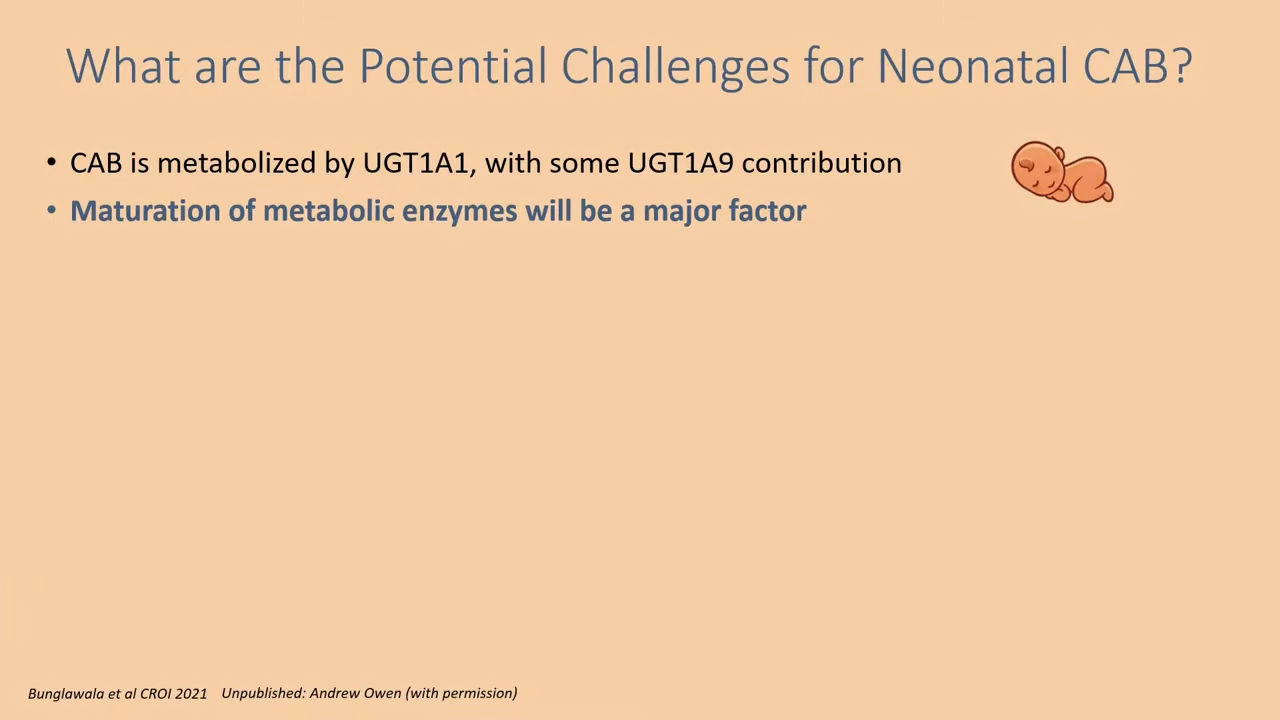 What are the Potential Challenges for Neonatal CAB?
• CAB is metabolized by UGT1A1, with some UGT1A9 contribution
• Maturation of metabolic enzymes will be a major factor
Bunglawala et al CROI 2021 Unpublished: Andrew Owen (with permission)